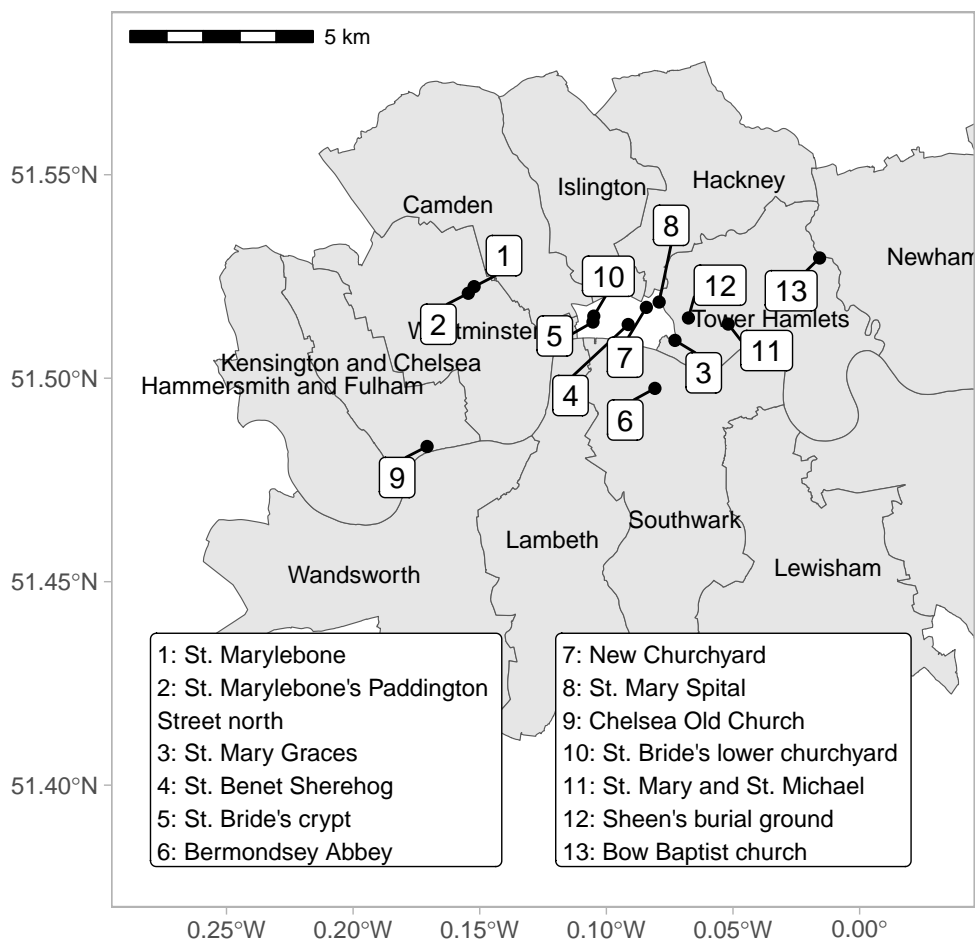 5 km
51.55°N
51.50°N
51.45°N
51.40°N
Hackney
Islington
Camden
8
1
Newham
10
12
13
2
Westminster
5
Tower Hamlets
7
11
Kensington and Chelsea
3
Hammersmith and Fulham
4
6
9
Southwark
Lambeth
Lewisham
Wandsworth
1: St. Marylebone
2: St. Marylebone's Paddington
Street north
3: St. Mary Graces
4: St. Benet Sherehog
5: St. Bride's crypt
6: Bermondsey Abbey
7: New Churchyard
8: St. Mary Spital
9: Chelsea Old Church
10: St. Bride's lower churchyard
11: St. Mary and St. Michael
12: Sheen's burial ground
13: Bow Baptist church
0.25°W 0.20°W 0.15°W 0.10°W 0.05°W 0.00°